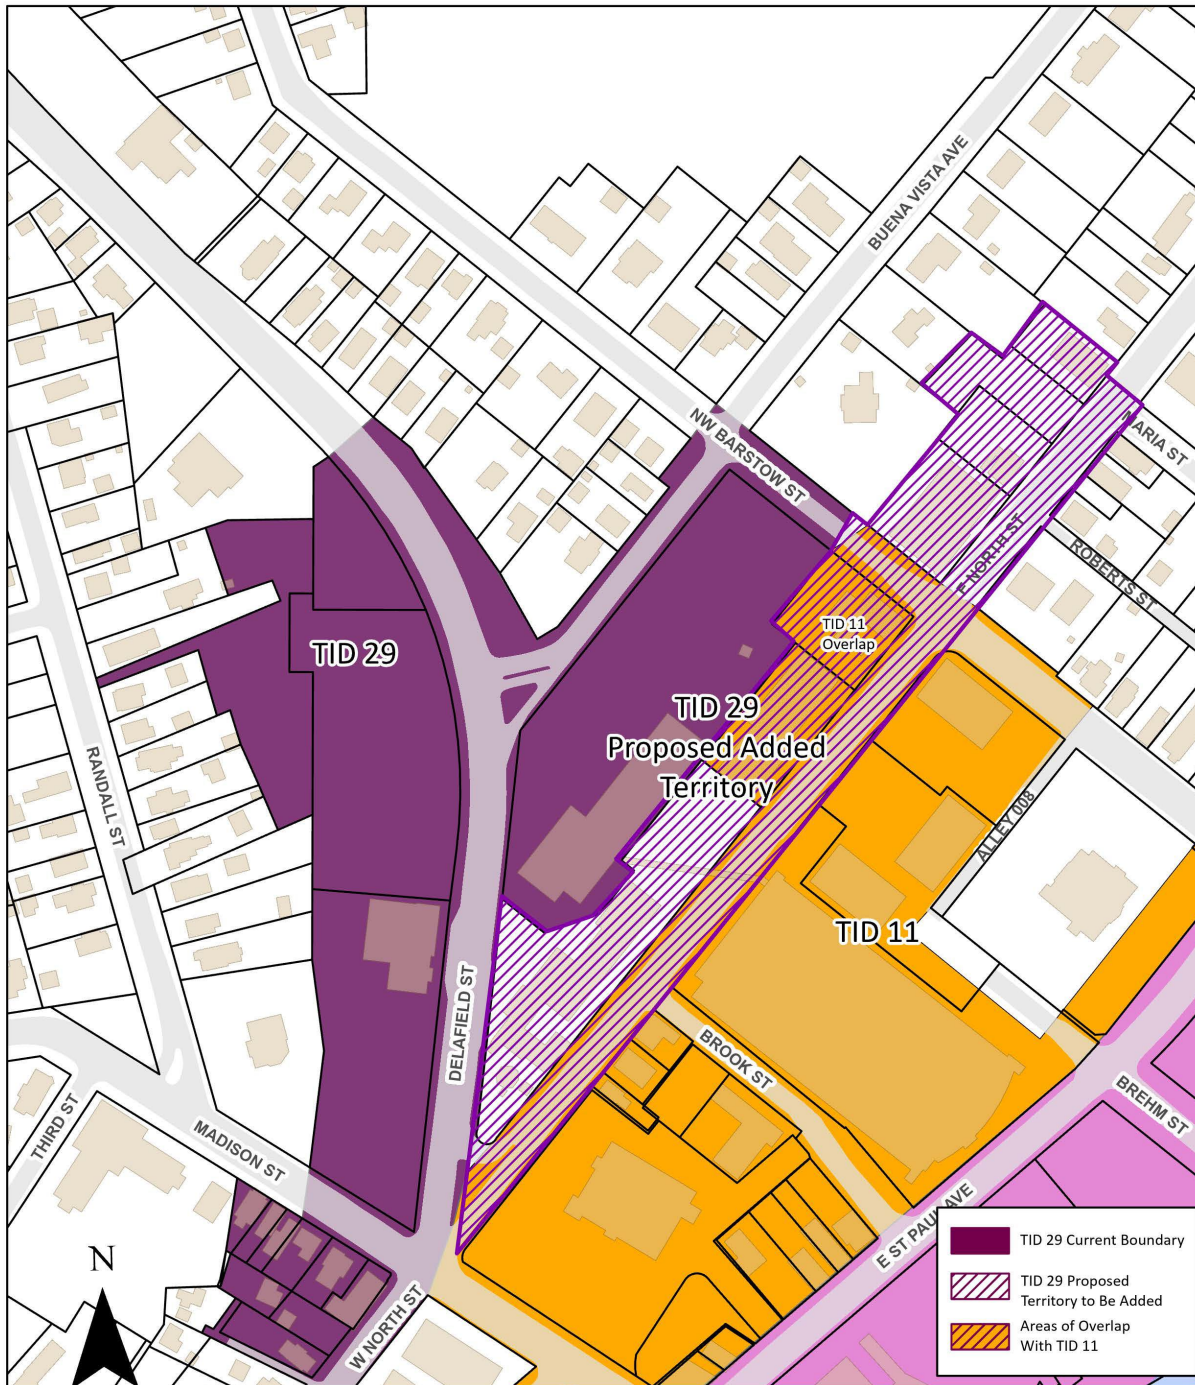 BUENA VISTA AVE
NW BARSTOW ST
MARIA ST
E NORTH ST
ROBERTS ST
TID 11
Overlap
TID 29
TID 29
Proposed Added
Territory
RANDALL ST
ALLEY 008
TID 11
DELAFIELD ST
BROOK ST
BREHM ST
THIRD ST
MADISON ST
E ST PAUL AVE
W NORTH ST
N
TID 29 Current Boundary
TID 29 Proposed
Territory to Be Added
Areas of Overlap
With TID 11